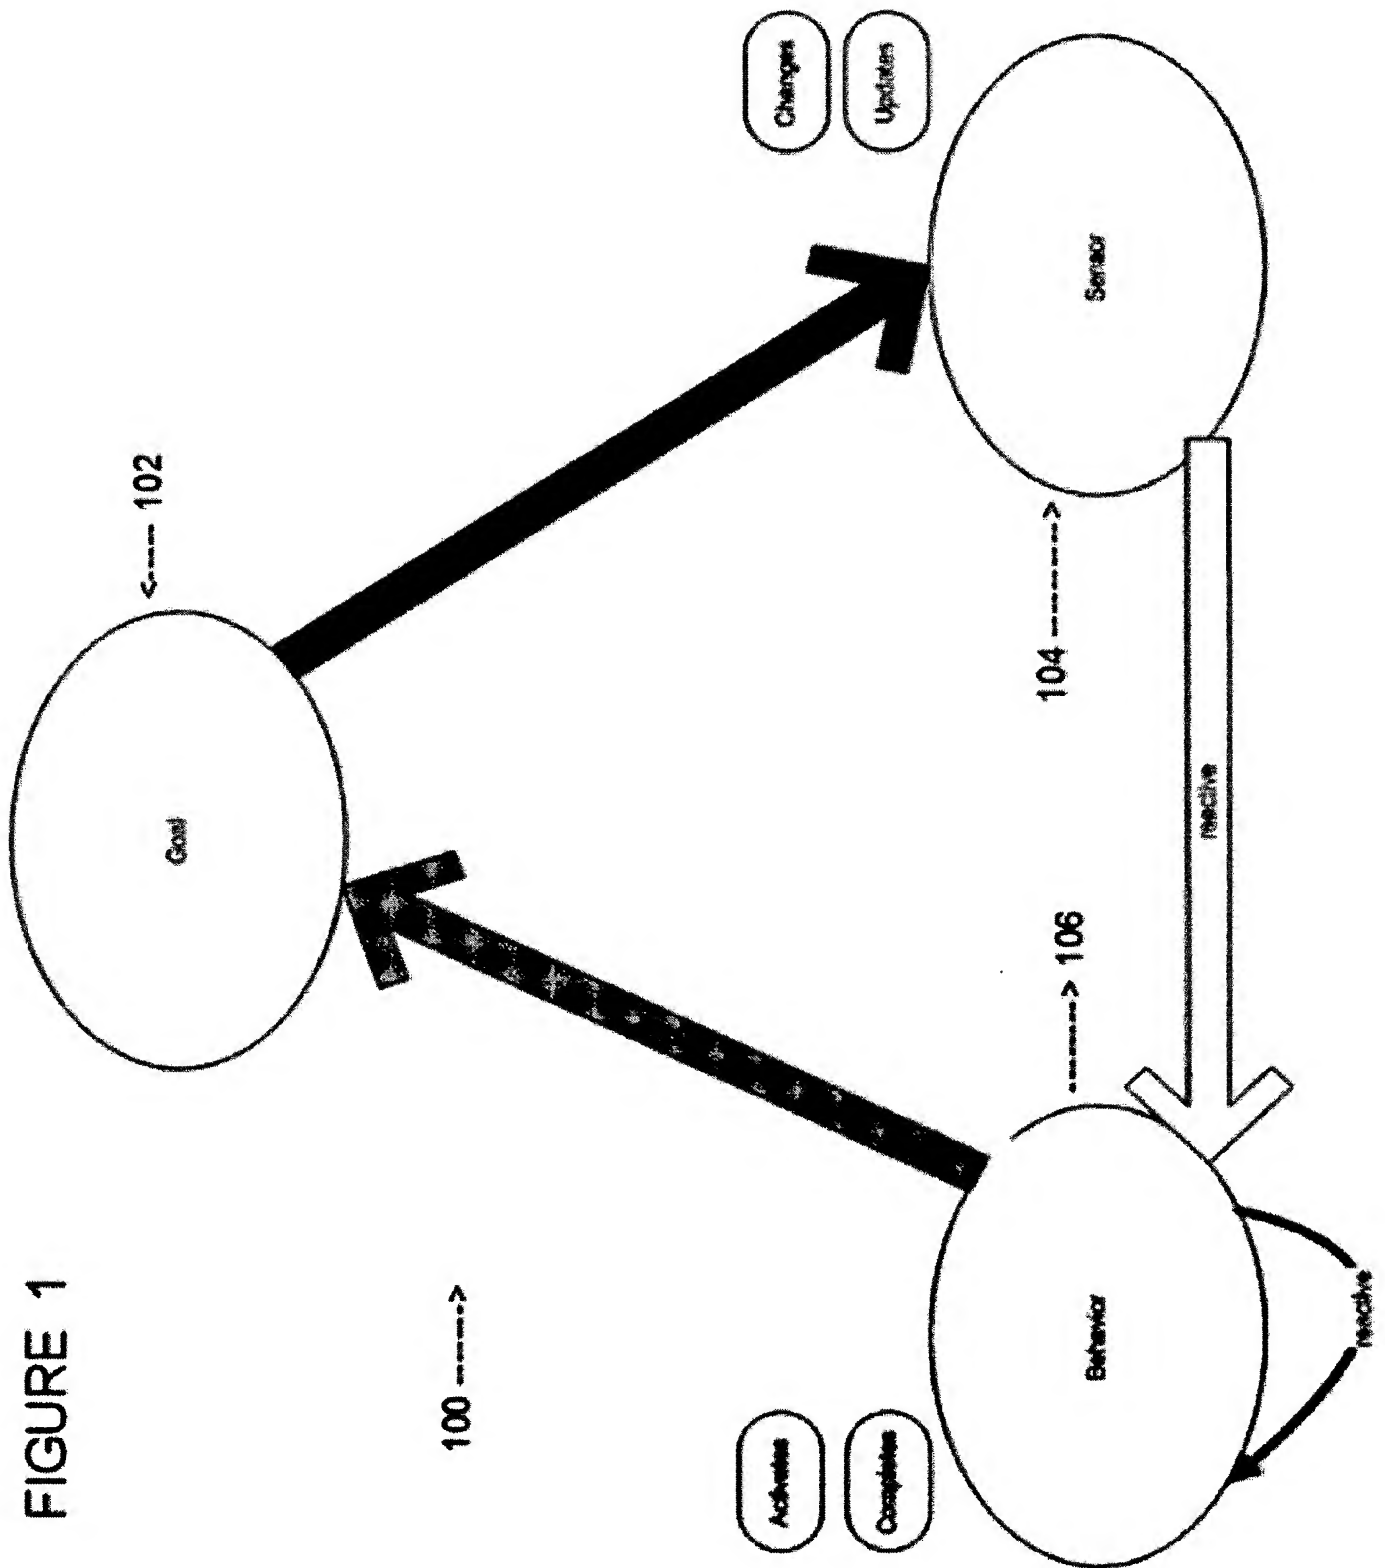 FIGURE 1
100 ------>
Goal
<---- 102
Activates
Completes
Changes
Updates
Behavior
-------> 106
104 --------->
Sensor
reactive
reactive